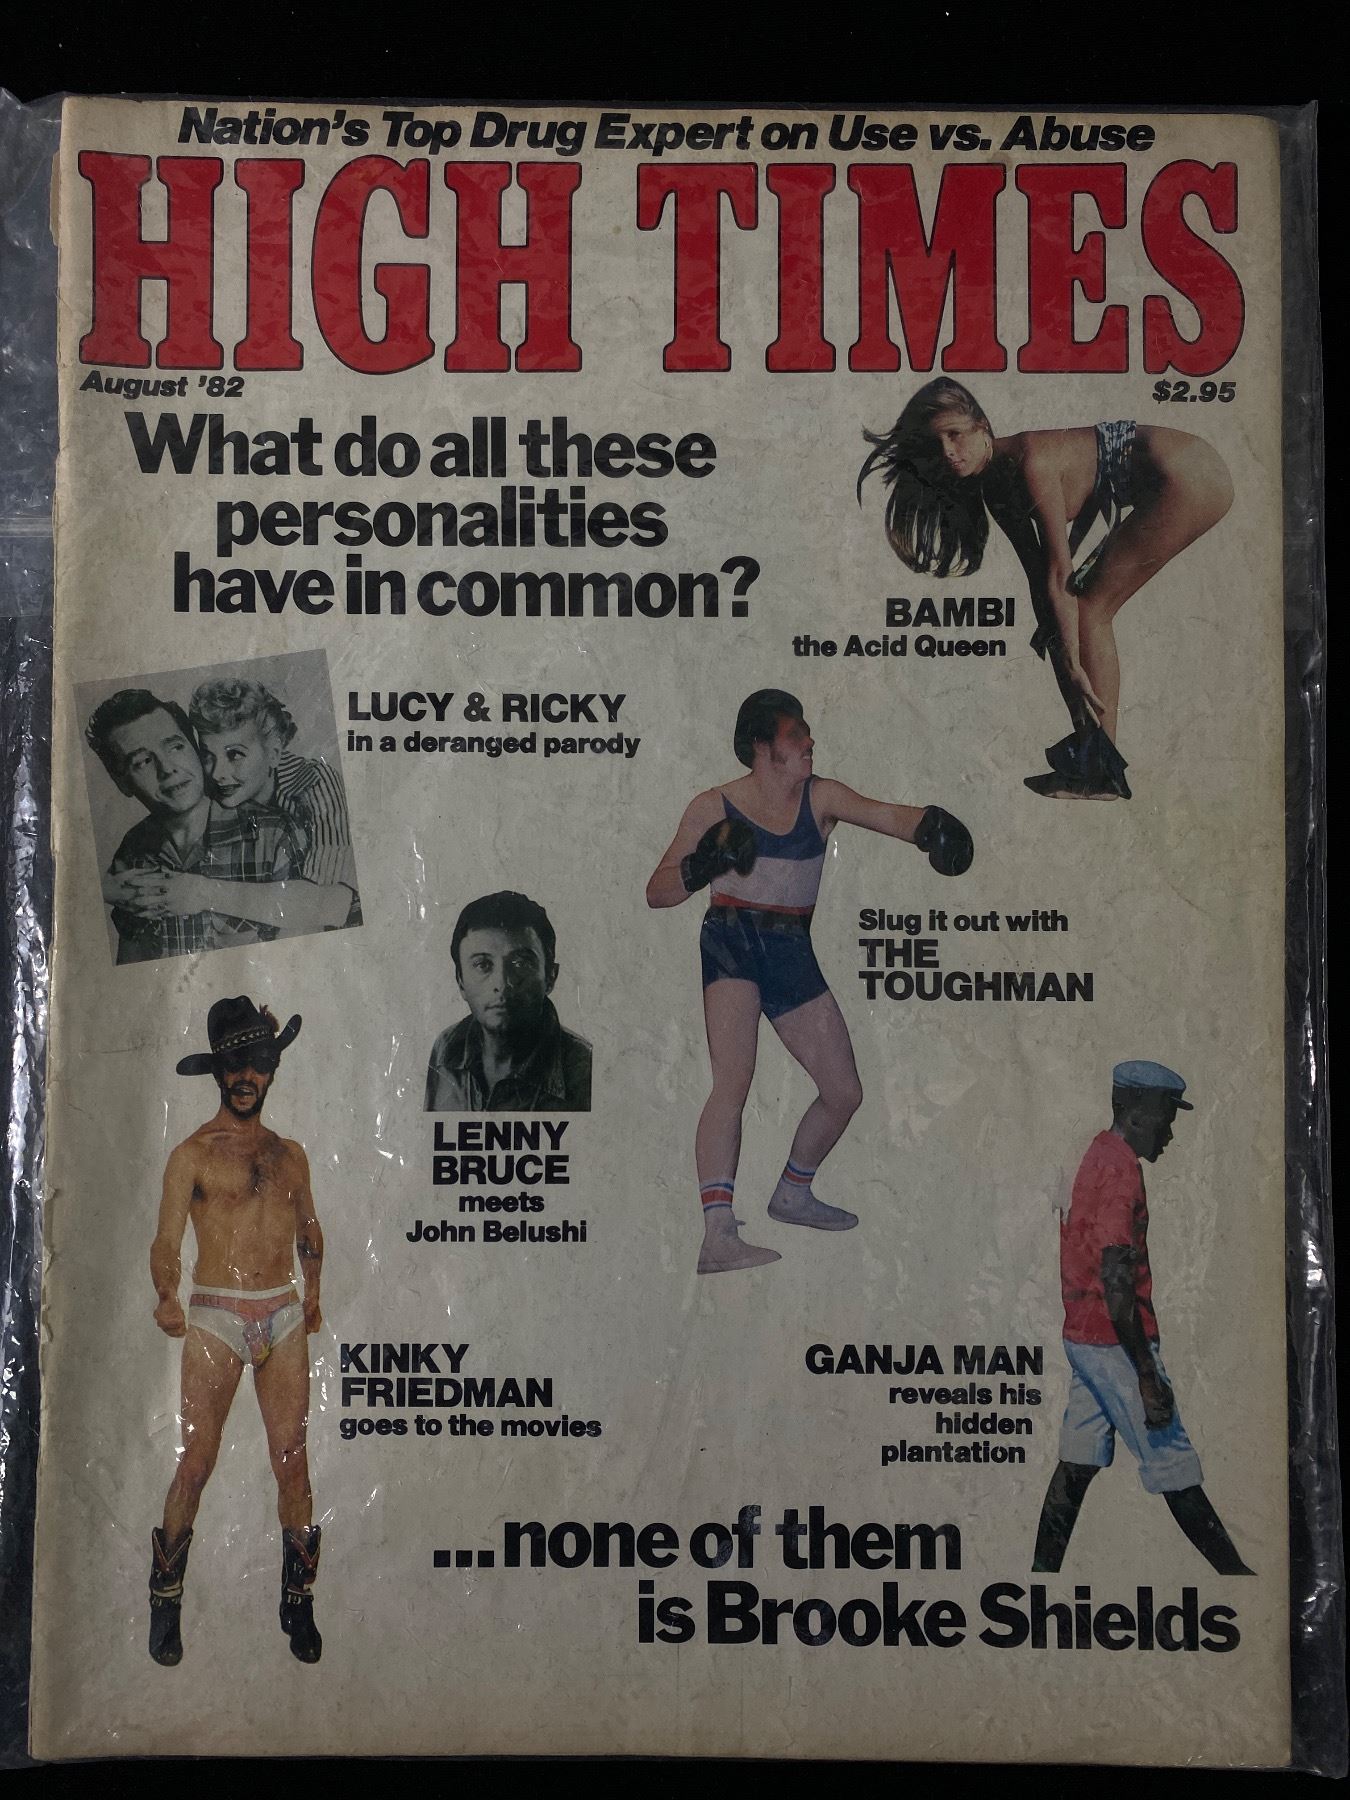 Nation's Top Drug Expert on Use vs. Abuse
HIGH TIMES
August '82
$2.95
What do all these
personalities
have in common?
BAMBI
the Acid Queen
LUCY & RICKY
in a deranged parody
Slug it out with
THE
TOUGHMAN
LENNY
BRUCE
meets
John Belushi
KINKY
FRIEDMAN
goes to the movies
GANJA MAN
reveals his
hidden
plantation
...none of them
is Brooke Shields